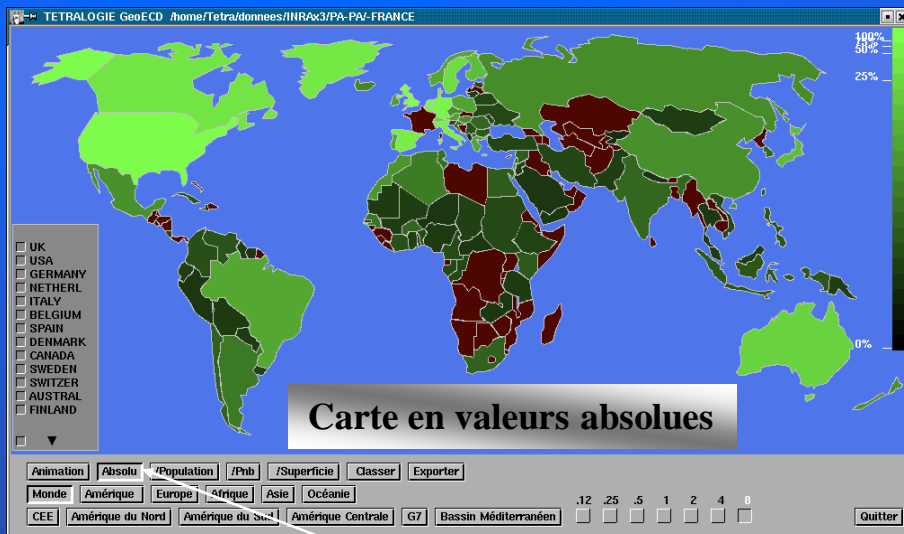 TETRALOGIE GeoECD /home/Tetra/donnees/INRAx3/PA-PA/-FRANCE
100%
75%
50%
25%
0%
UK
USA
GERMANY
NETHERL
ITALY
BELGIUM
SPAIN
DENMARK
CANADA
SWEDEN
SWITZER
AUSTRAL
FINLAND
Carte en valeurs absolues
Animation Absolu /Population /Pnb /Superficie Classer Exporter
Monde Amérique Europe Afrique Asie Océanie
.12 .25 .5 1 2 4 8
CEE Amérique du Nord Amérique du Sud Amérique Centrale G7 Bassin Méditerranéen Quitter